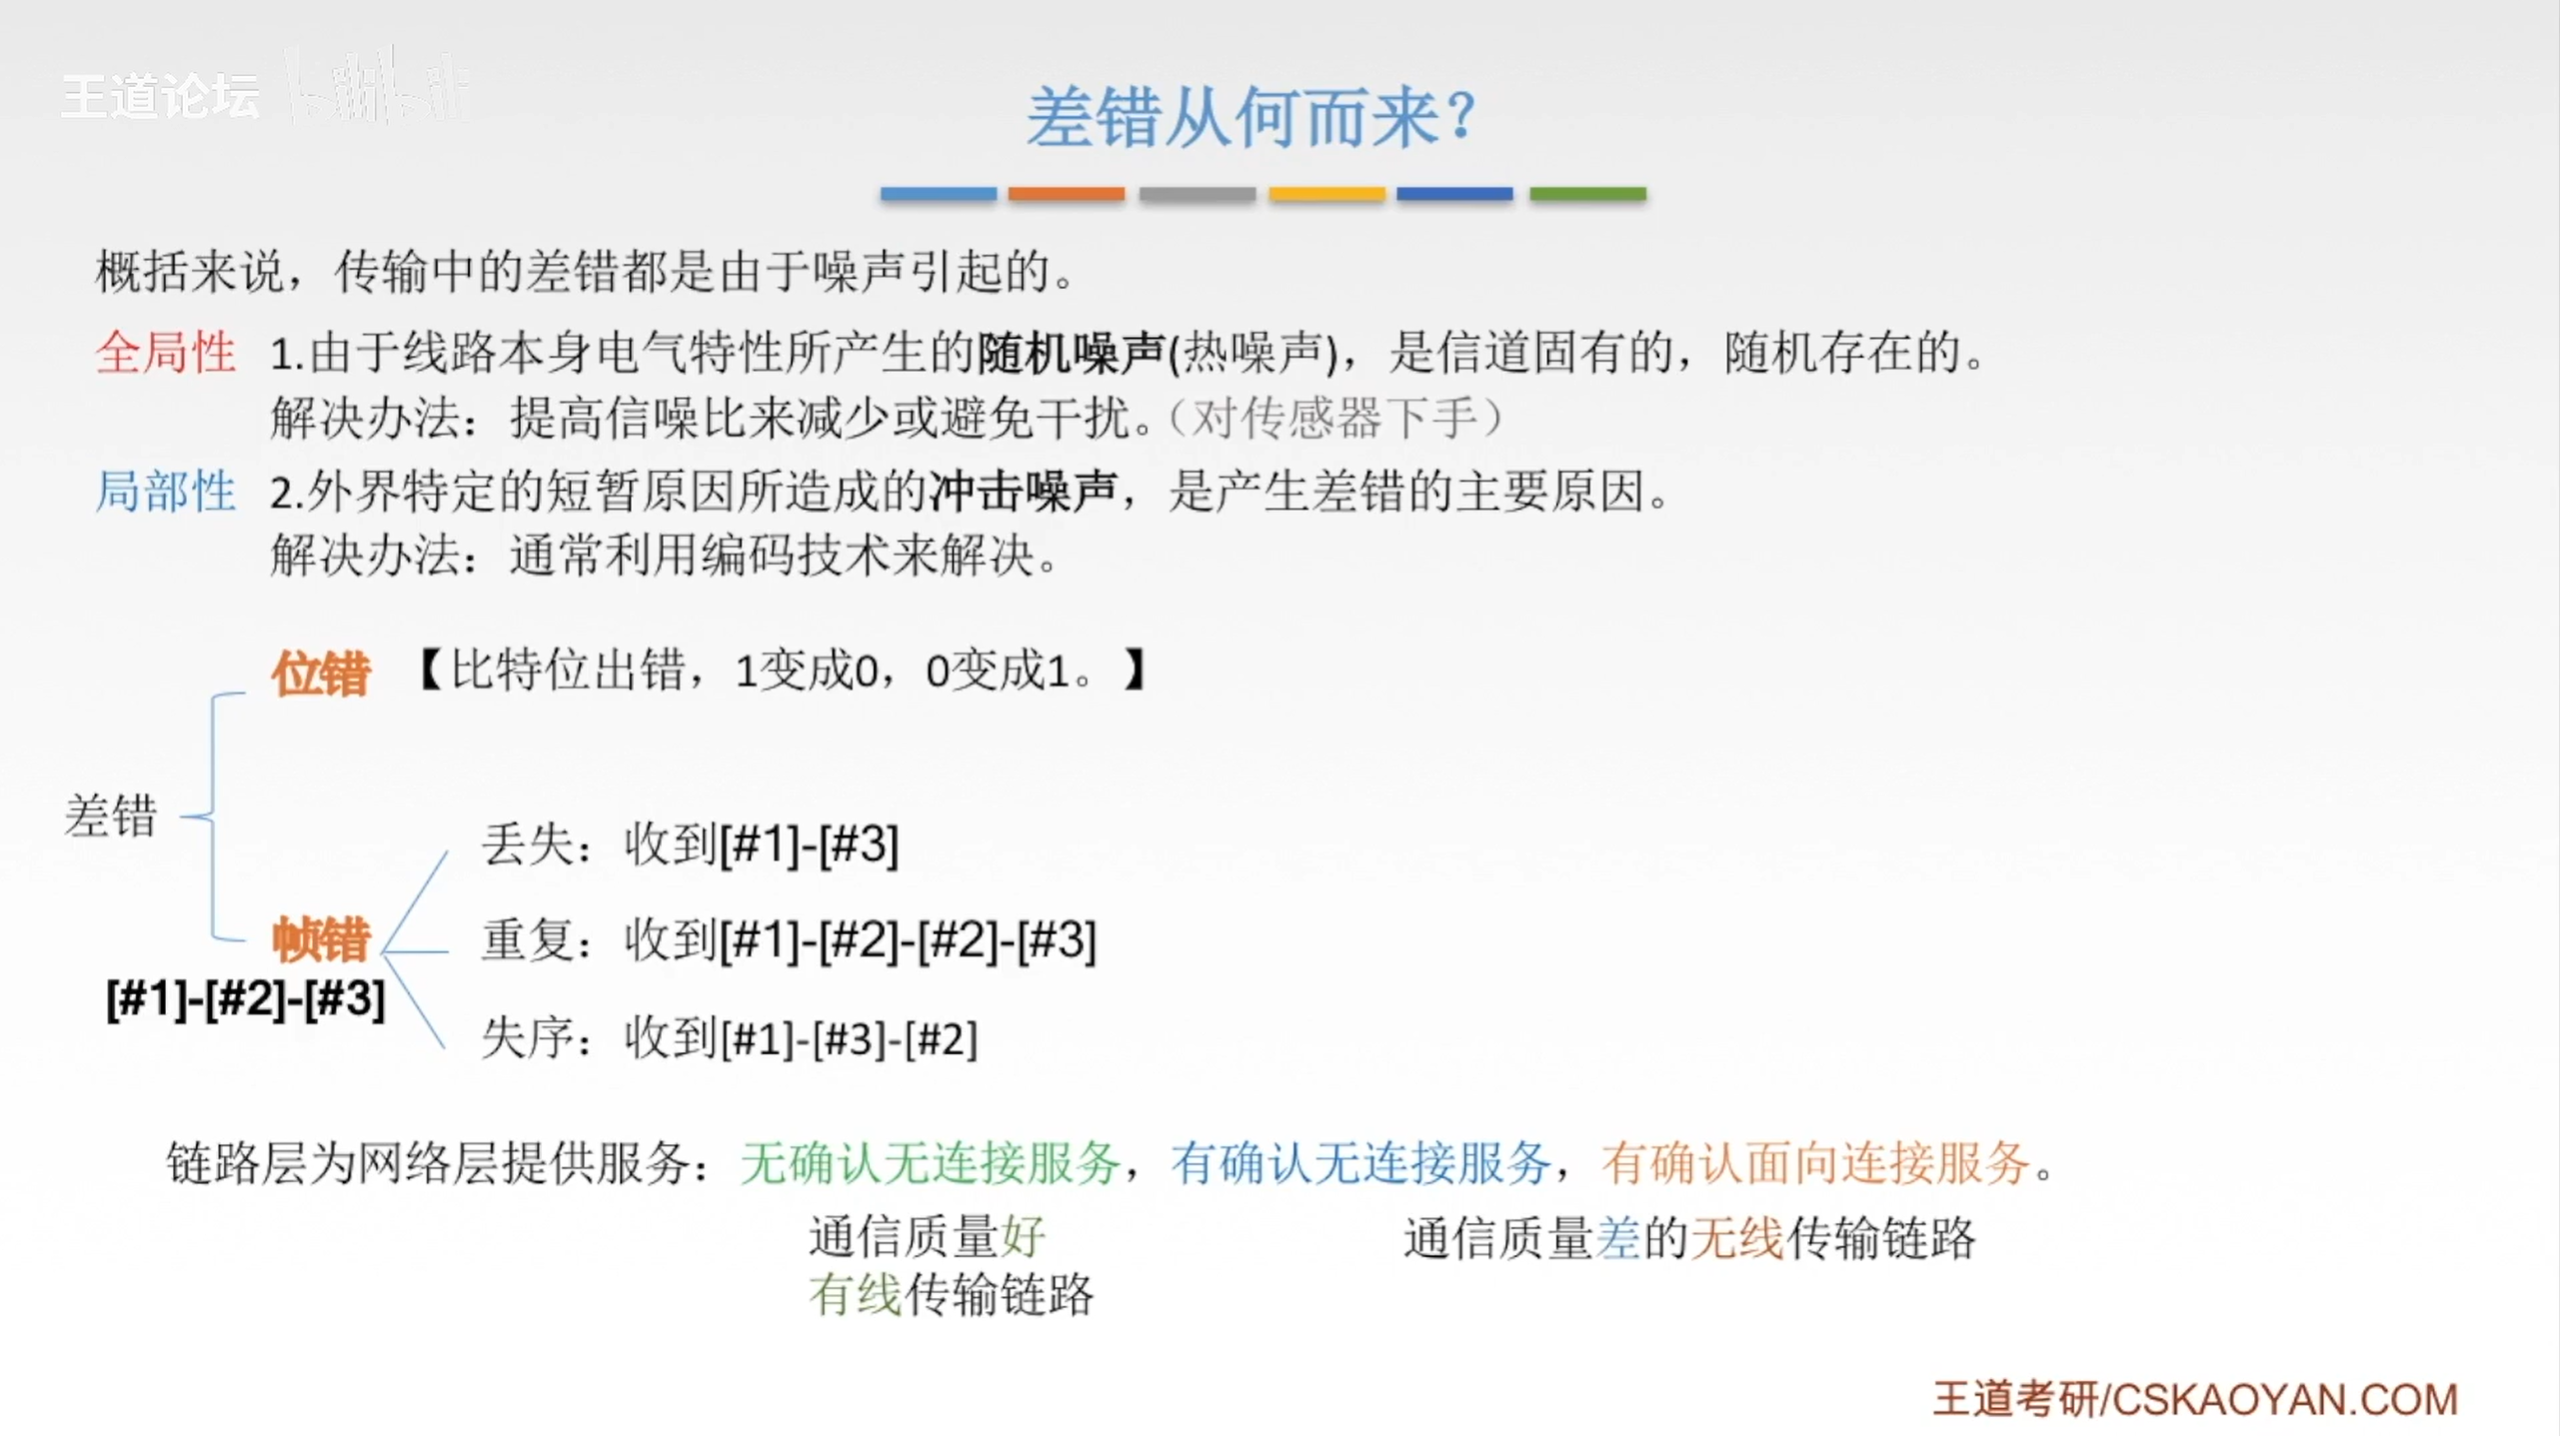 王道论坛 bilibili
差错从何而来？
概括来说，传输中的差错都是由于噪声引起的。
全局性 1.由于线路本身电气特性所产生的随机噪声(热噪声)，是信道固有的，随机存在的。
解决办法：提高信噪比来减少或避免干扰。（对传感器下手）
局部性 2.外界特定的短暂原因所造成的冲击噪声，是产生差错的主要原因。
解决办法：通常利用编码技术来解决。
位错 【比特位出错，1变成0，0变成1。】
差错
丢失：收到[#1]-[#3]
帧错
重复：收到[#1]-[#2]-[#2]-[#3]
[#1]-[#2]-[#3]
失序：收到[#1]-[#3]-[#2]
链路层为网络层提供服务：无确认无连接服务，有确认无连接服务，有确认面向连接服务。
通信质量好
有线传输链路
通信质量差的无线传输链路
王道考研/CSKAOYAN.COM